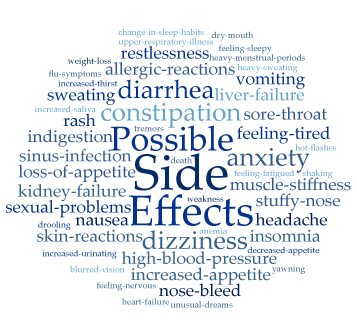 change-in-sleep-habits
dry-mouth
upper-respiratory-illness
restlessness feeling-sleepy
weight-loss heavy-menstrual-periods
allergic-reactions heavy-sweating
flu-symptoms vomiting
increased-thirst diarrhea
sweating liver-failure
increased-saliva constipation
rash sore-throat
tremors
indigestion Possible feeling-tired
hot-flashes
sinus-infection death anxiety
loss-of-appetite Side feeling-fatigued shaking
kidney-failure muscle-stiffness
weakness
sexual-problems Effects stuffy-nose
nausea headache
drooling anemia
skin-reactions dizziness insomnia
increased-urinating decreased-appetite
high-blood-pressure
blurred-vision increased-appetite yawning
feeling-nervous nose-bleed
heart-failure unusual-dreams